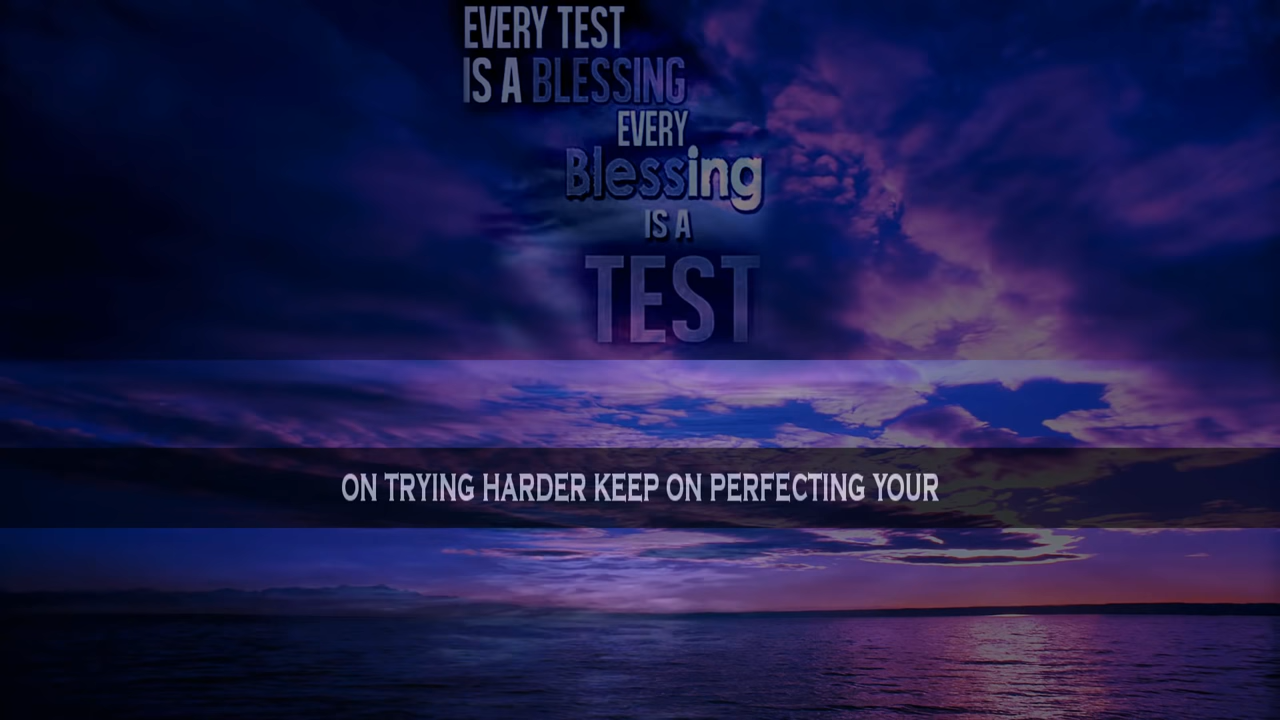 EVERY TEST
IS A BLESSING
EVERY
Blessing
IS A
TEST
ON TRYING HARDER KEEP ON PERFECTING YOUR